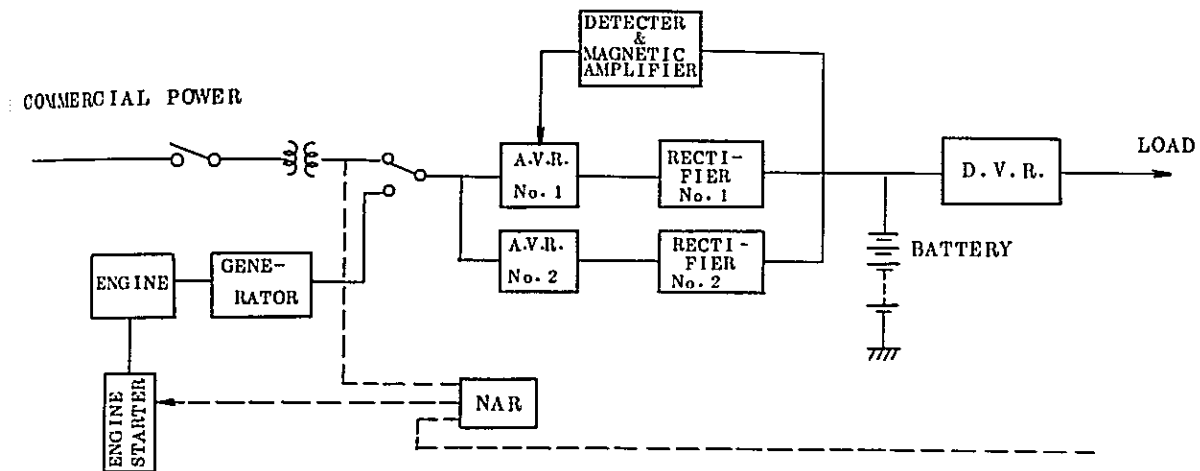 DETECTER
&
MAGNETIC
AMPLIFIER
COMMERCIAL POWER
A.V.R.
No. 1
RECTI-
FIER
No. 1
D.V.R.
LOAD
A.V.R.
No. 2
RECTI-
FIER
No. 2
BATTERY
ENGINE
GENE-
RATOR
ENGINE
STARTER
NAR